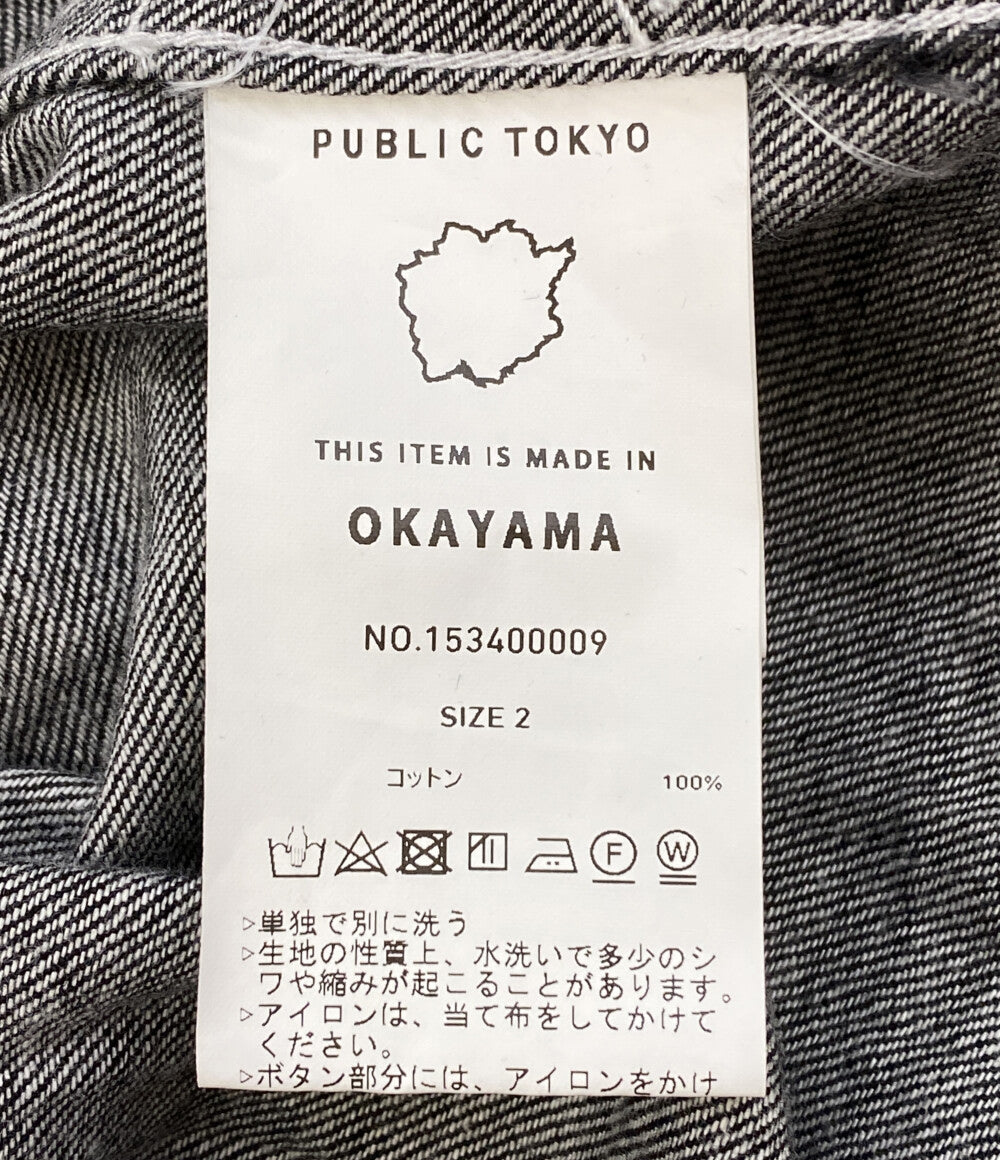 PUBLIC TOKYO
THIS ITEM IS MADE IN
OKAYAMA
NO.153400009
SIZE 2
コットン 100%
F W
▷単独で別に洗う
▷生地の性質上、水洗いで多少のシ
ワや縮みが起こることがあります。
▷アイロンは、当て布をしてかけて
ください。
▷ボタン部分には、アイロンをかけ